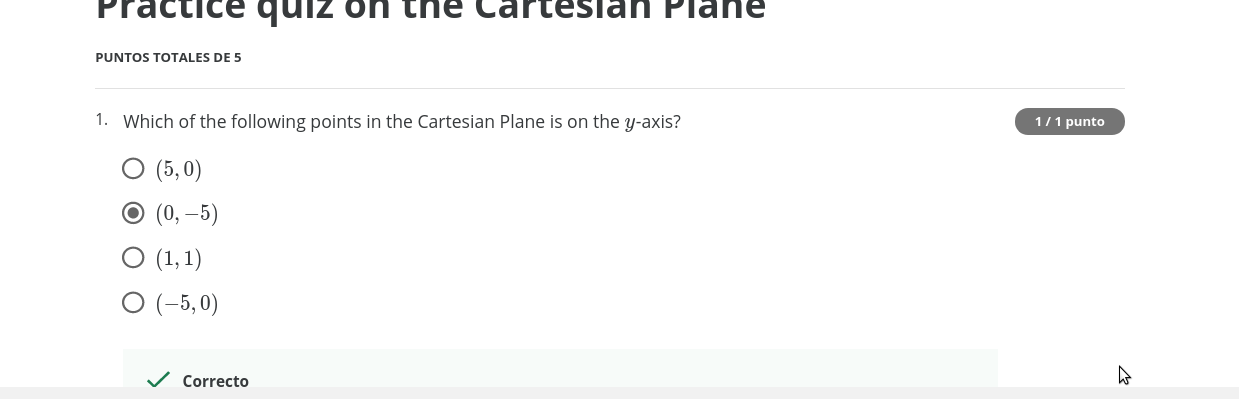 Practice quiz on the Cartesian Plane
PUNTOS TOTALES DE 5
1. Which of the following points in the Cartesian Plane is on the y-axis?
1 / 1 punto
(5, 0)
(0, −5)
(1, 1)
(−5, 0)
Correcto